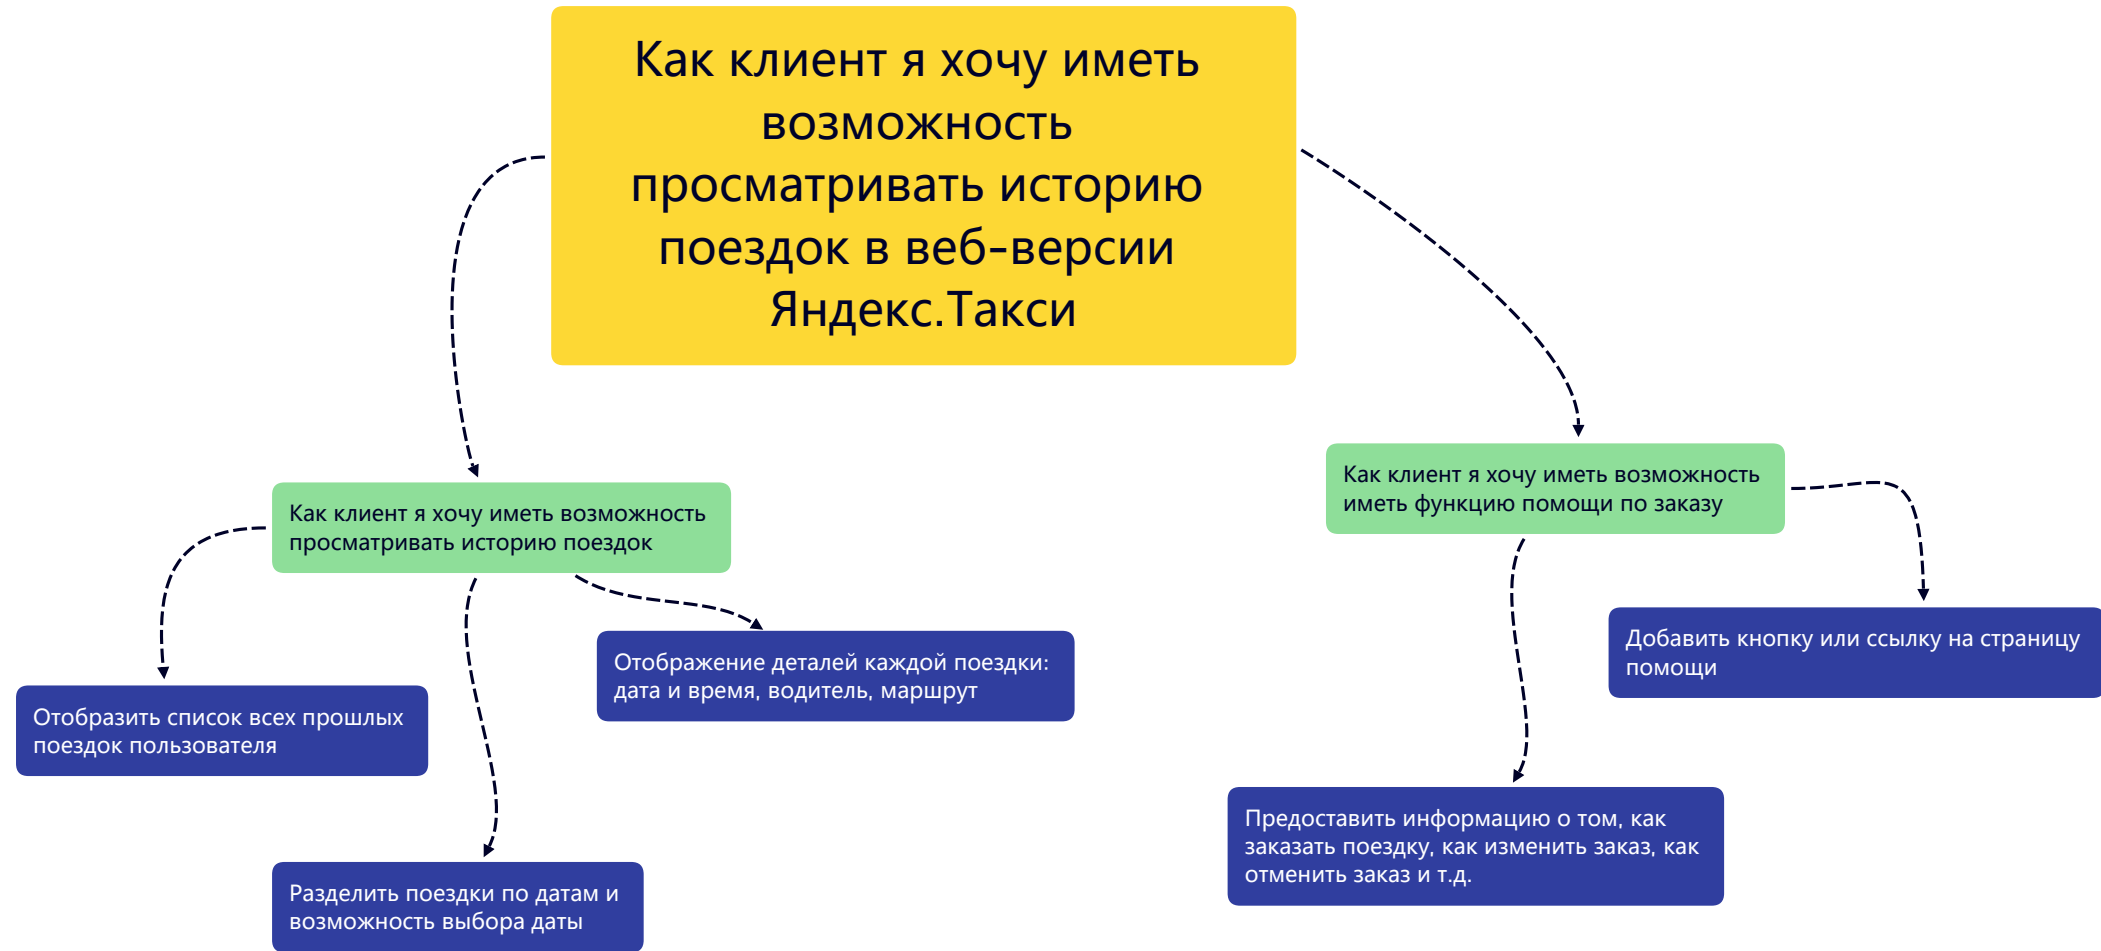 Как клиент я хочу иметь
возможность
просматривать историю
поездок в веб-версии
Яндекс.Такси
Как клиент я хочу иметь возможность
просматривать историю поездок
Как клиент я хочу иметь возможность
иметь функцию помощи по заказу
Отобразить список всех прошлых
поездок пользователя
Отображение деталей каждой поездки:
дата и время, водитель, маршрут
Разделить поездки по датам и
возможность выбора даты
Добавить кнопку или ссылку на страницу
помощи
Предоставить информацию о том, как
заказать поездку, как изменить заказ, как
отменить заказ и т.д.